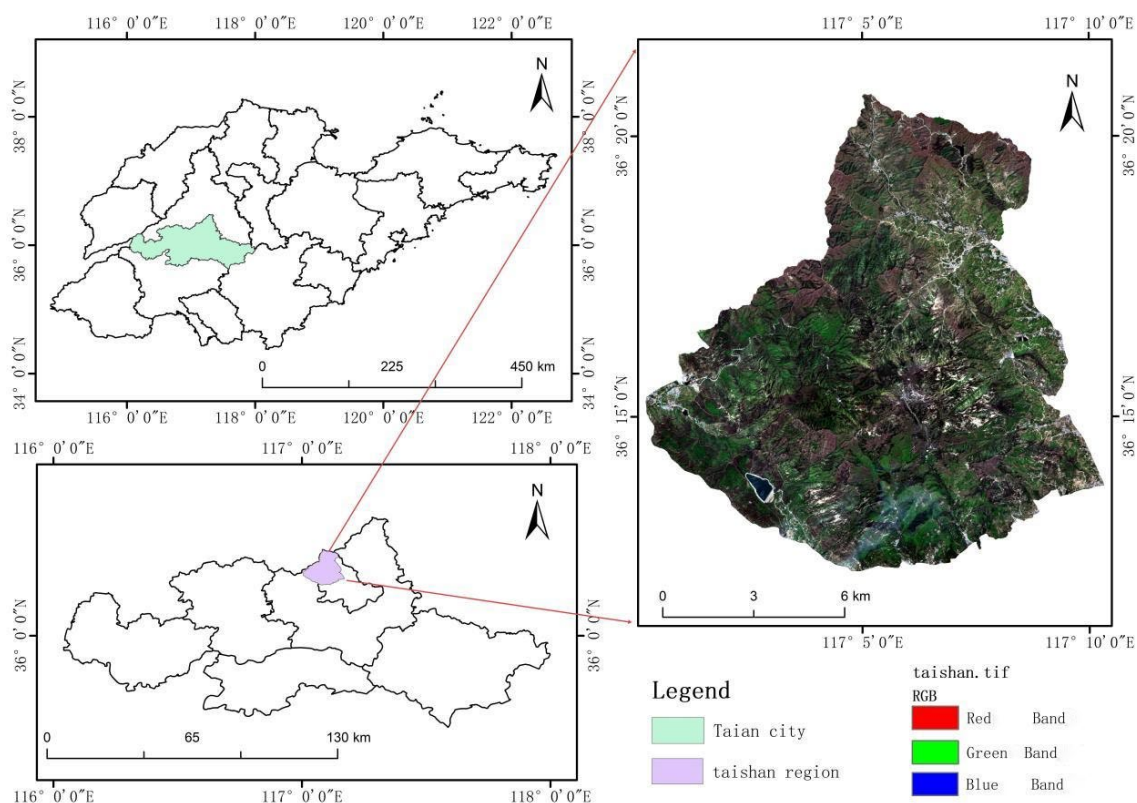 116° 0′0″E 118° 0′0″E 120° 0′0″E 122° 0′0″E
N
38° 0′0″N
38° 0′0″N
36° 0′0″N
36° 0′0″N
34° 0′0″N
34° 0′0″N
0 225 450 km
116° 0′0″E 118° 0′0″E 120° 0′0″E 122° 0′0″E
116° 0′0″E 117° 0′0″E 118° 0′0″E
N
36° 0′0″N
36° 0′0″N
0 65 130 km
116° 0′0″E 117° 0′0″E 118° 0′0″E
117° 5′0″E 117° 10′0″E
N
36° 20′0″N
36° 20′0″N
36° 15′0″N
36° 15′0″N
0 3 6 km
117° 5′0″E 117° 10′0″E
Legend
Taian city
taishan region
taishan.tif
RGB
Red Band
Green Band
Blue Band